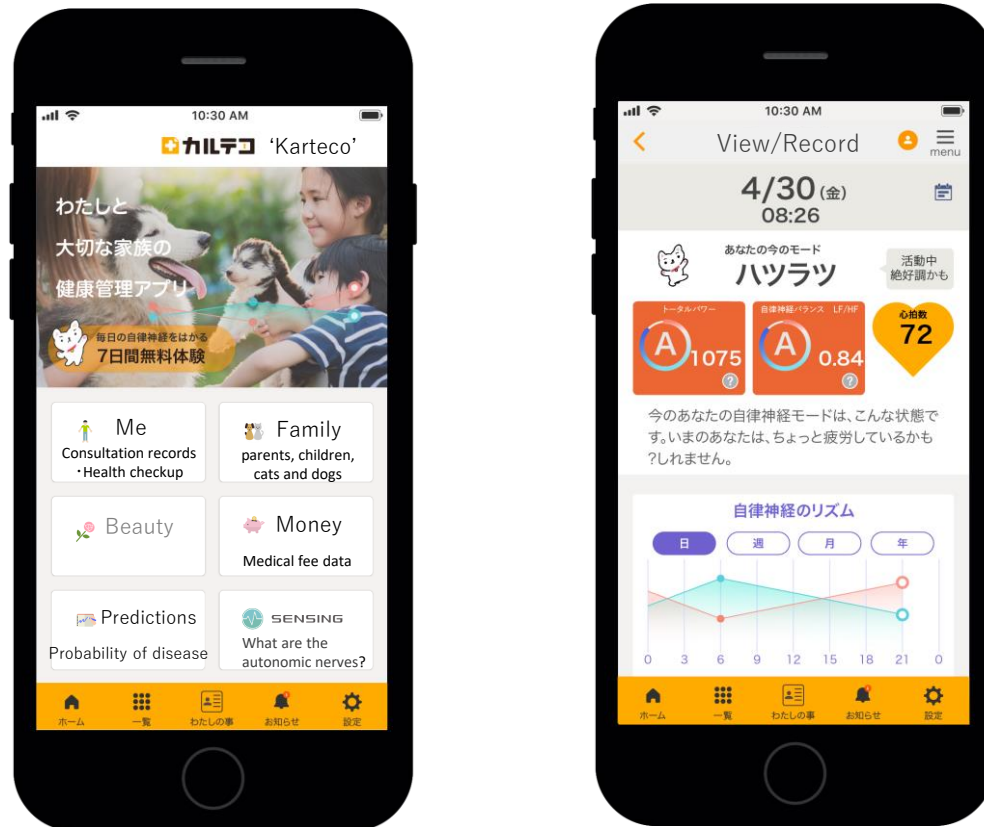 10:30 AM
カルテコ ‘Karteco’
わたしと
大切な家族の
健康管理アプリ
毎日の自律神経をはかる
7日間無料体験
Me
Consultation records
・Health checkup
Family
parents, children,
cats and dogs
Beauty
Money
Medical fee data
Predictions
Probability of disease
SENSING
What are the
autonomic nerves?
ホーム
一覧
わたしの事
お知らせ
設定
10:30 AM
View/Record
menu
4/30(金)
08:26
あなたの今のモード
ハツラツ
活動中
絶好調かも
トータルパワー
A
1075
?
自律神経バランス LF/HF
A
0.84
?
心拍数
72
今のあなたの自律神経モードは、こんな状態で
す。いまのあなたは、ちょっと疲労しているかも
?しれません。
自律神経のリズム
日 週 月 年
0 3 6 9 12 15 18 21 0
ホーム
一覧
わたしの事
お知らせ
設定